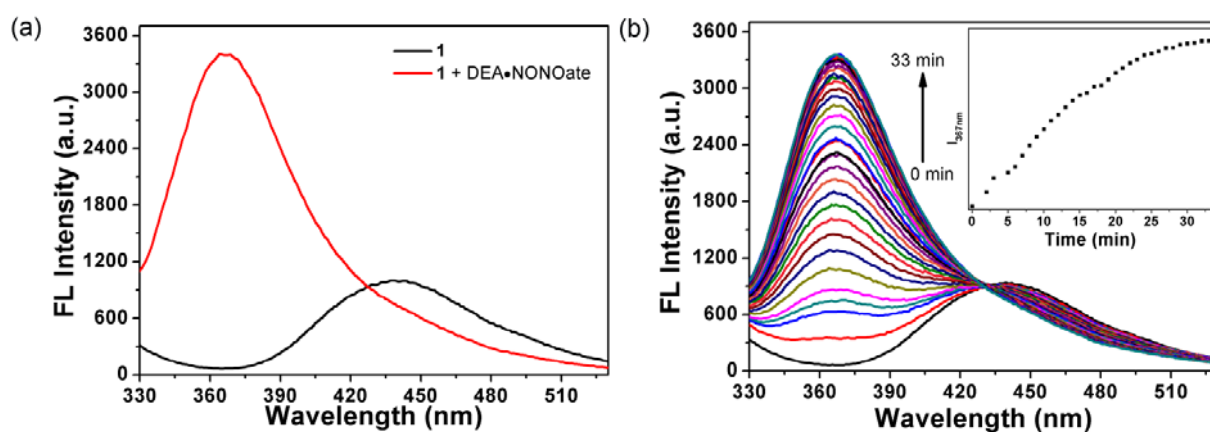 (a)
3600
3000
2400
1800
1200
600
0
FL Intensity (a.u.)
1
1 + DEA•NONOate
330 360 390 420 450 480 510
Wavelength (nm)
(b)
3600
3000
2400
1800
1200
600
0
FL Intensity (a.u.)
33 min
0 min
I367nm
0 5 10 15 20 25 30
Time (min)
330 360 390 420 450 480 510
Wavelength (nm)